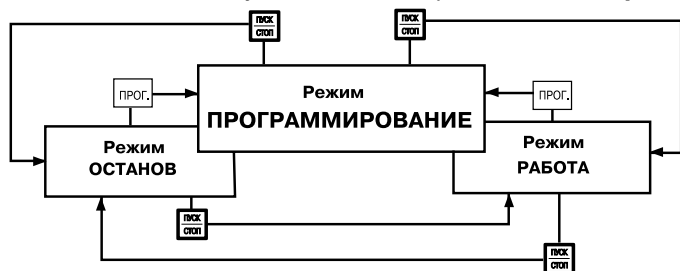 ПУСК
СТОП
ПУСК
СТОП
ПРОГ.
Режим
ПРОГРАММИРОВАНИЕ
ПРОГ.
Режим
ОСТАНОВ
Режим
РАБОТА
ПУСК
СТОП
ПУСК
СТОП